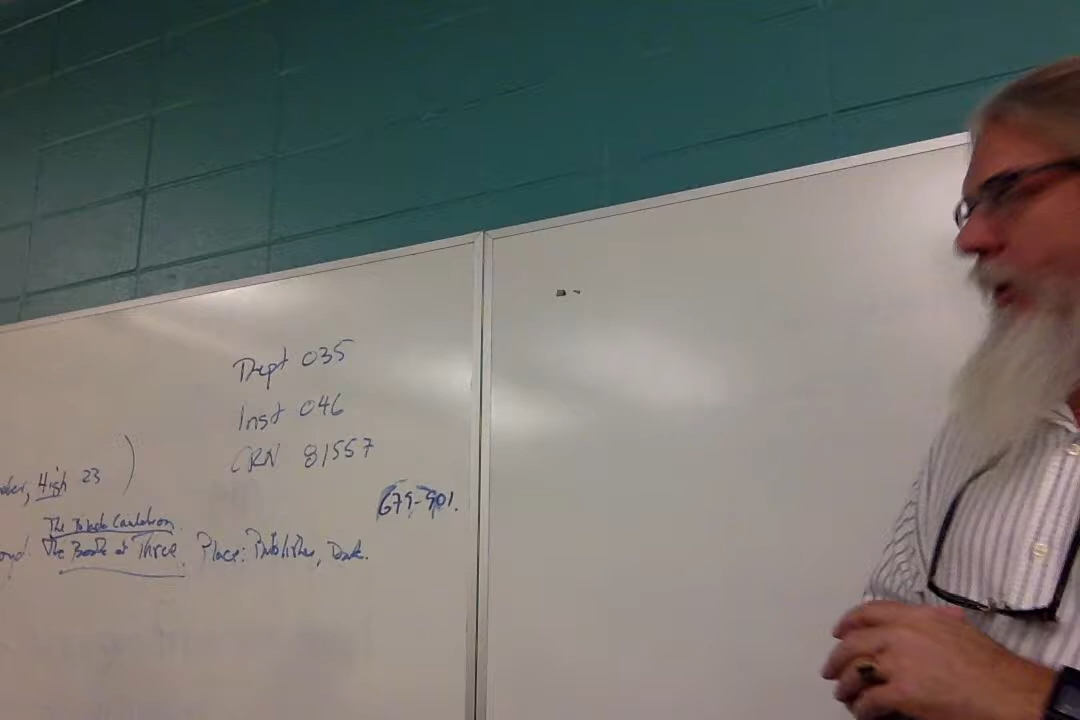 Dept 035
Inst 046
CRN 81557
High 23 )
679-901.
The Black Cauldron
The Book of Three. Place: Publisher, Date.